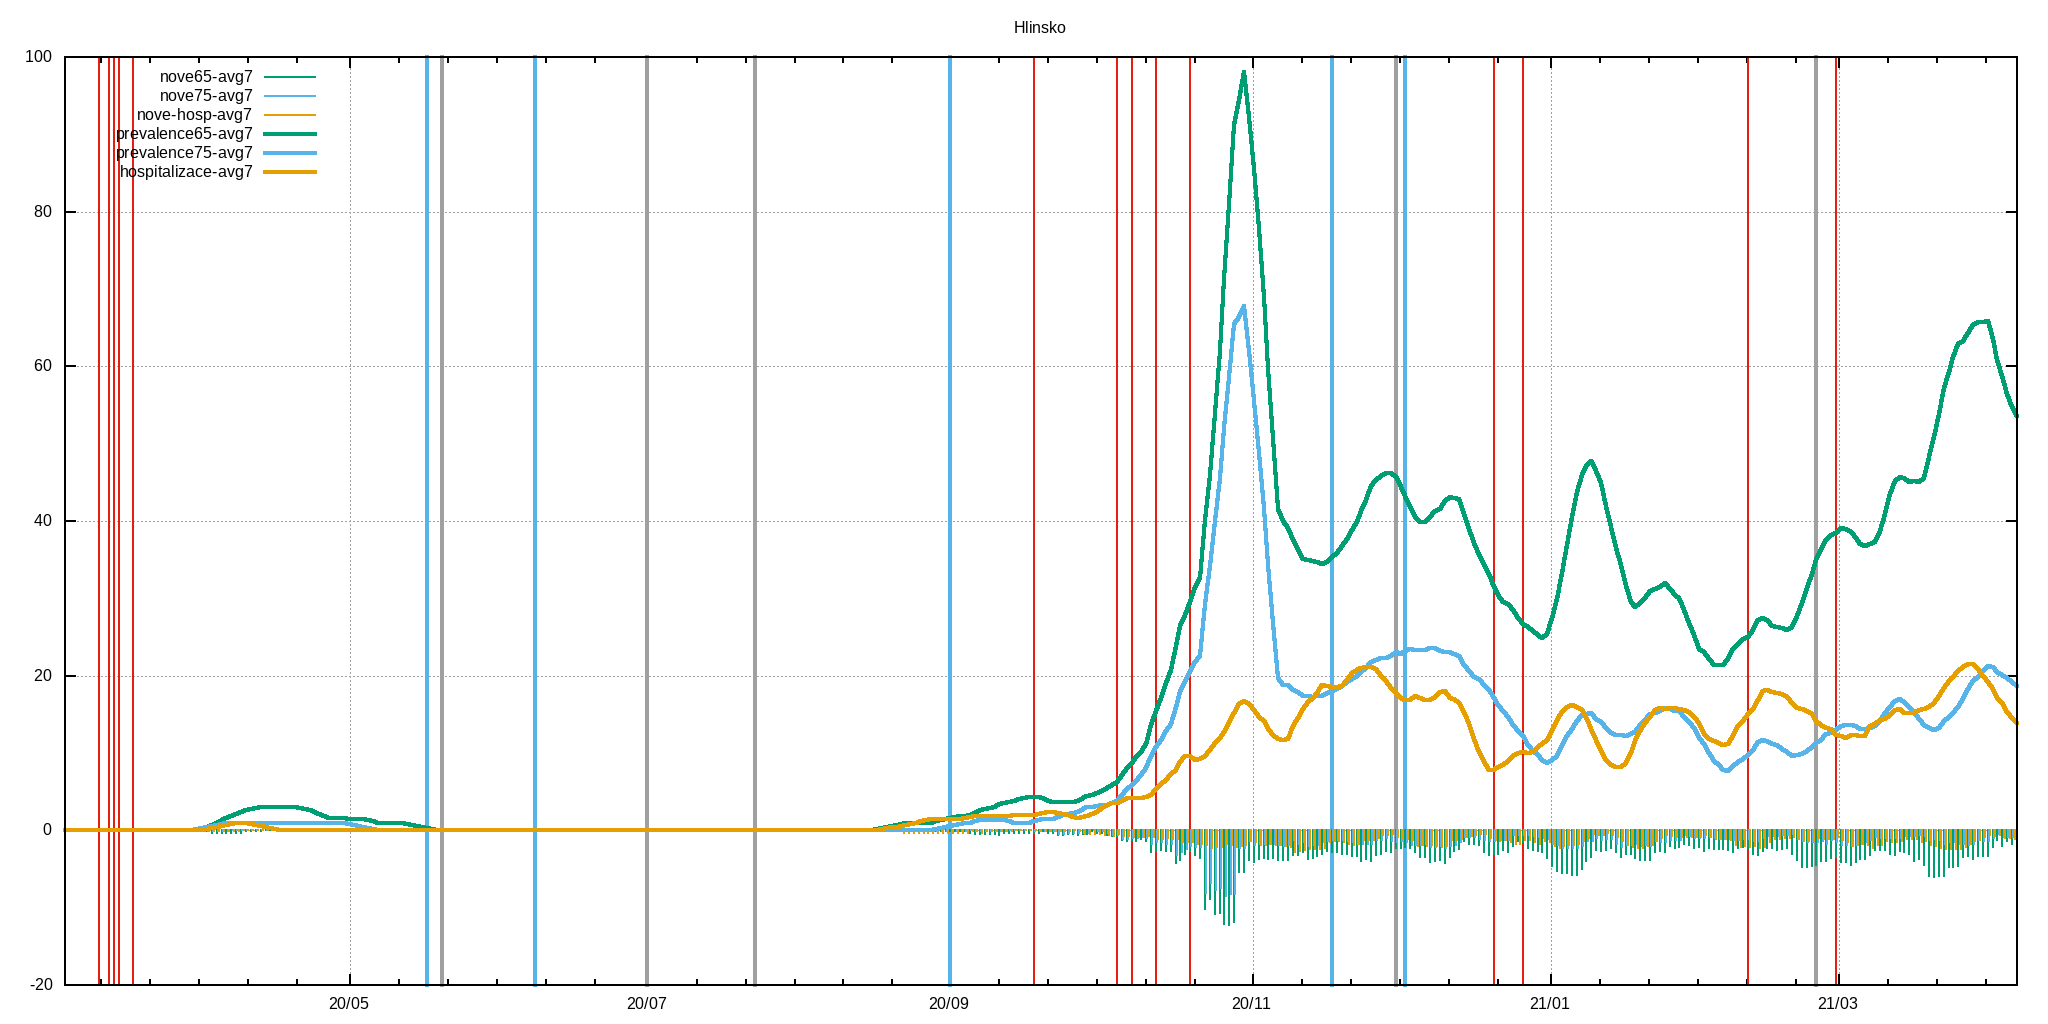 Hlinsko
100
nove65-avg7
nove75-avg7
nove-hosp-avg7
prevalence65-avg7
prevalence75-avg7
hospitalizace-avg7
80
60
40
20
0
-20
20/05 20/07 20/09 20/11 21/01 21/03